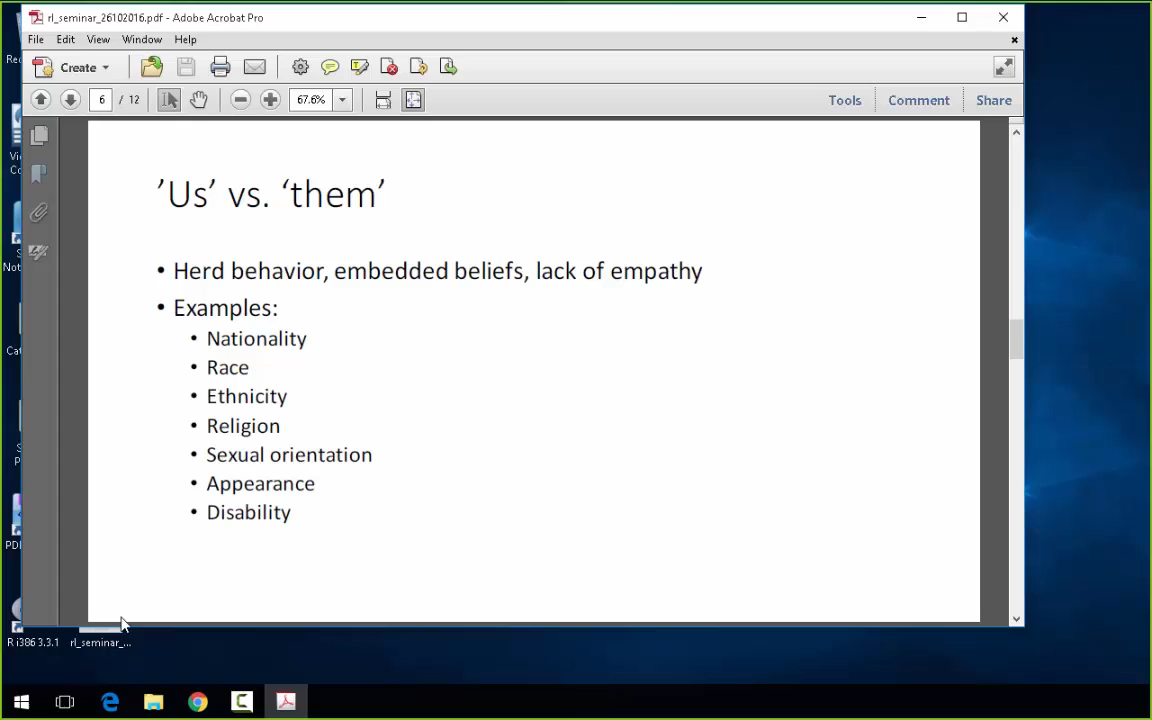 rl_seminar_26102016.pdf - Adobe Acrobat Pro
File Edit View Window Help
Create
6 / 12 67.6% Tools Comment Share
’Us’ vs. ‘them’
• Herd behavior, embedded beliefs, lack of empathy
• Examples:
• Nationality
• Race
• Ethnicity
• Religion
• Sexual orientation
• Appearance
• Disability
R i386 3.3.1 rl_seminar_...